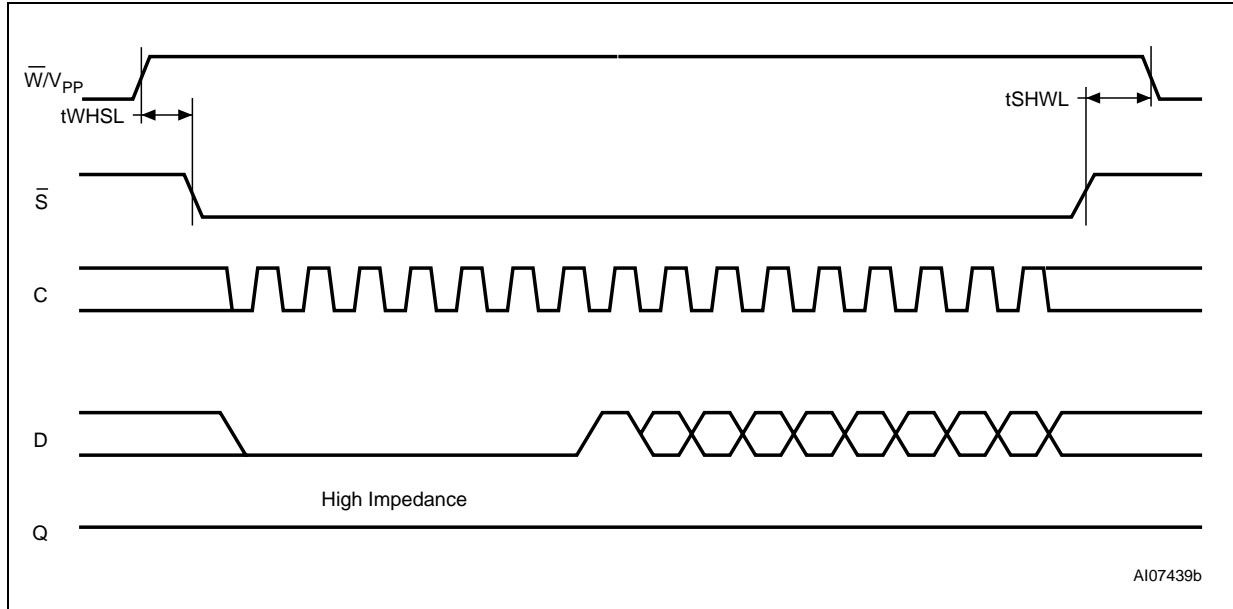 W̅/VPP
tWHSL
tSHWL
S̅
C
D
High Impedance
Q
AI07439b